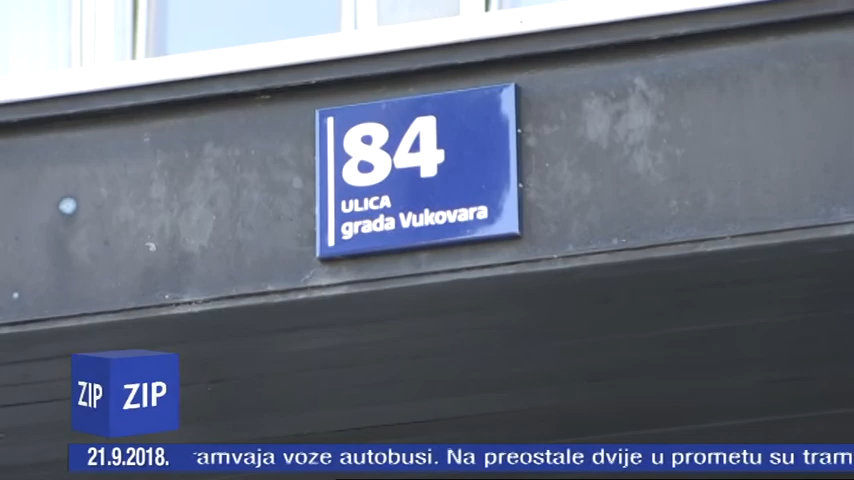 84
ULICA
grada Vukovara
ZIP ZIP
21.9.2018. amvaja voze autobusi. Na preostale dvije u prometu su tram